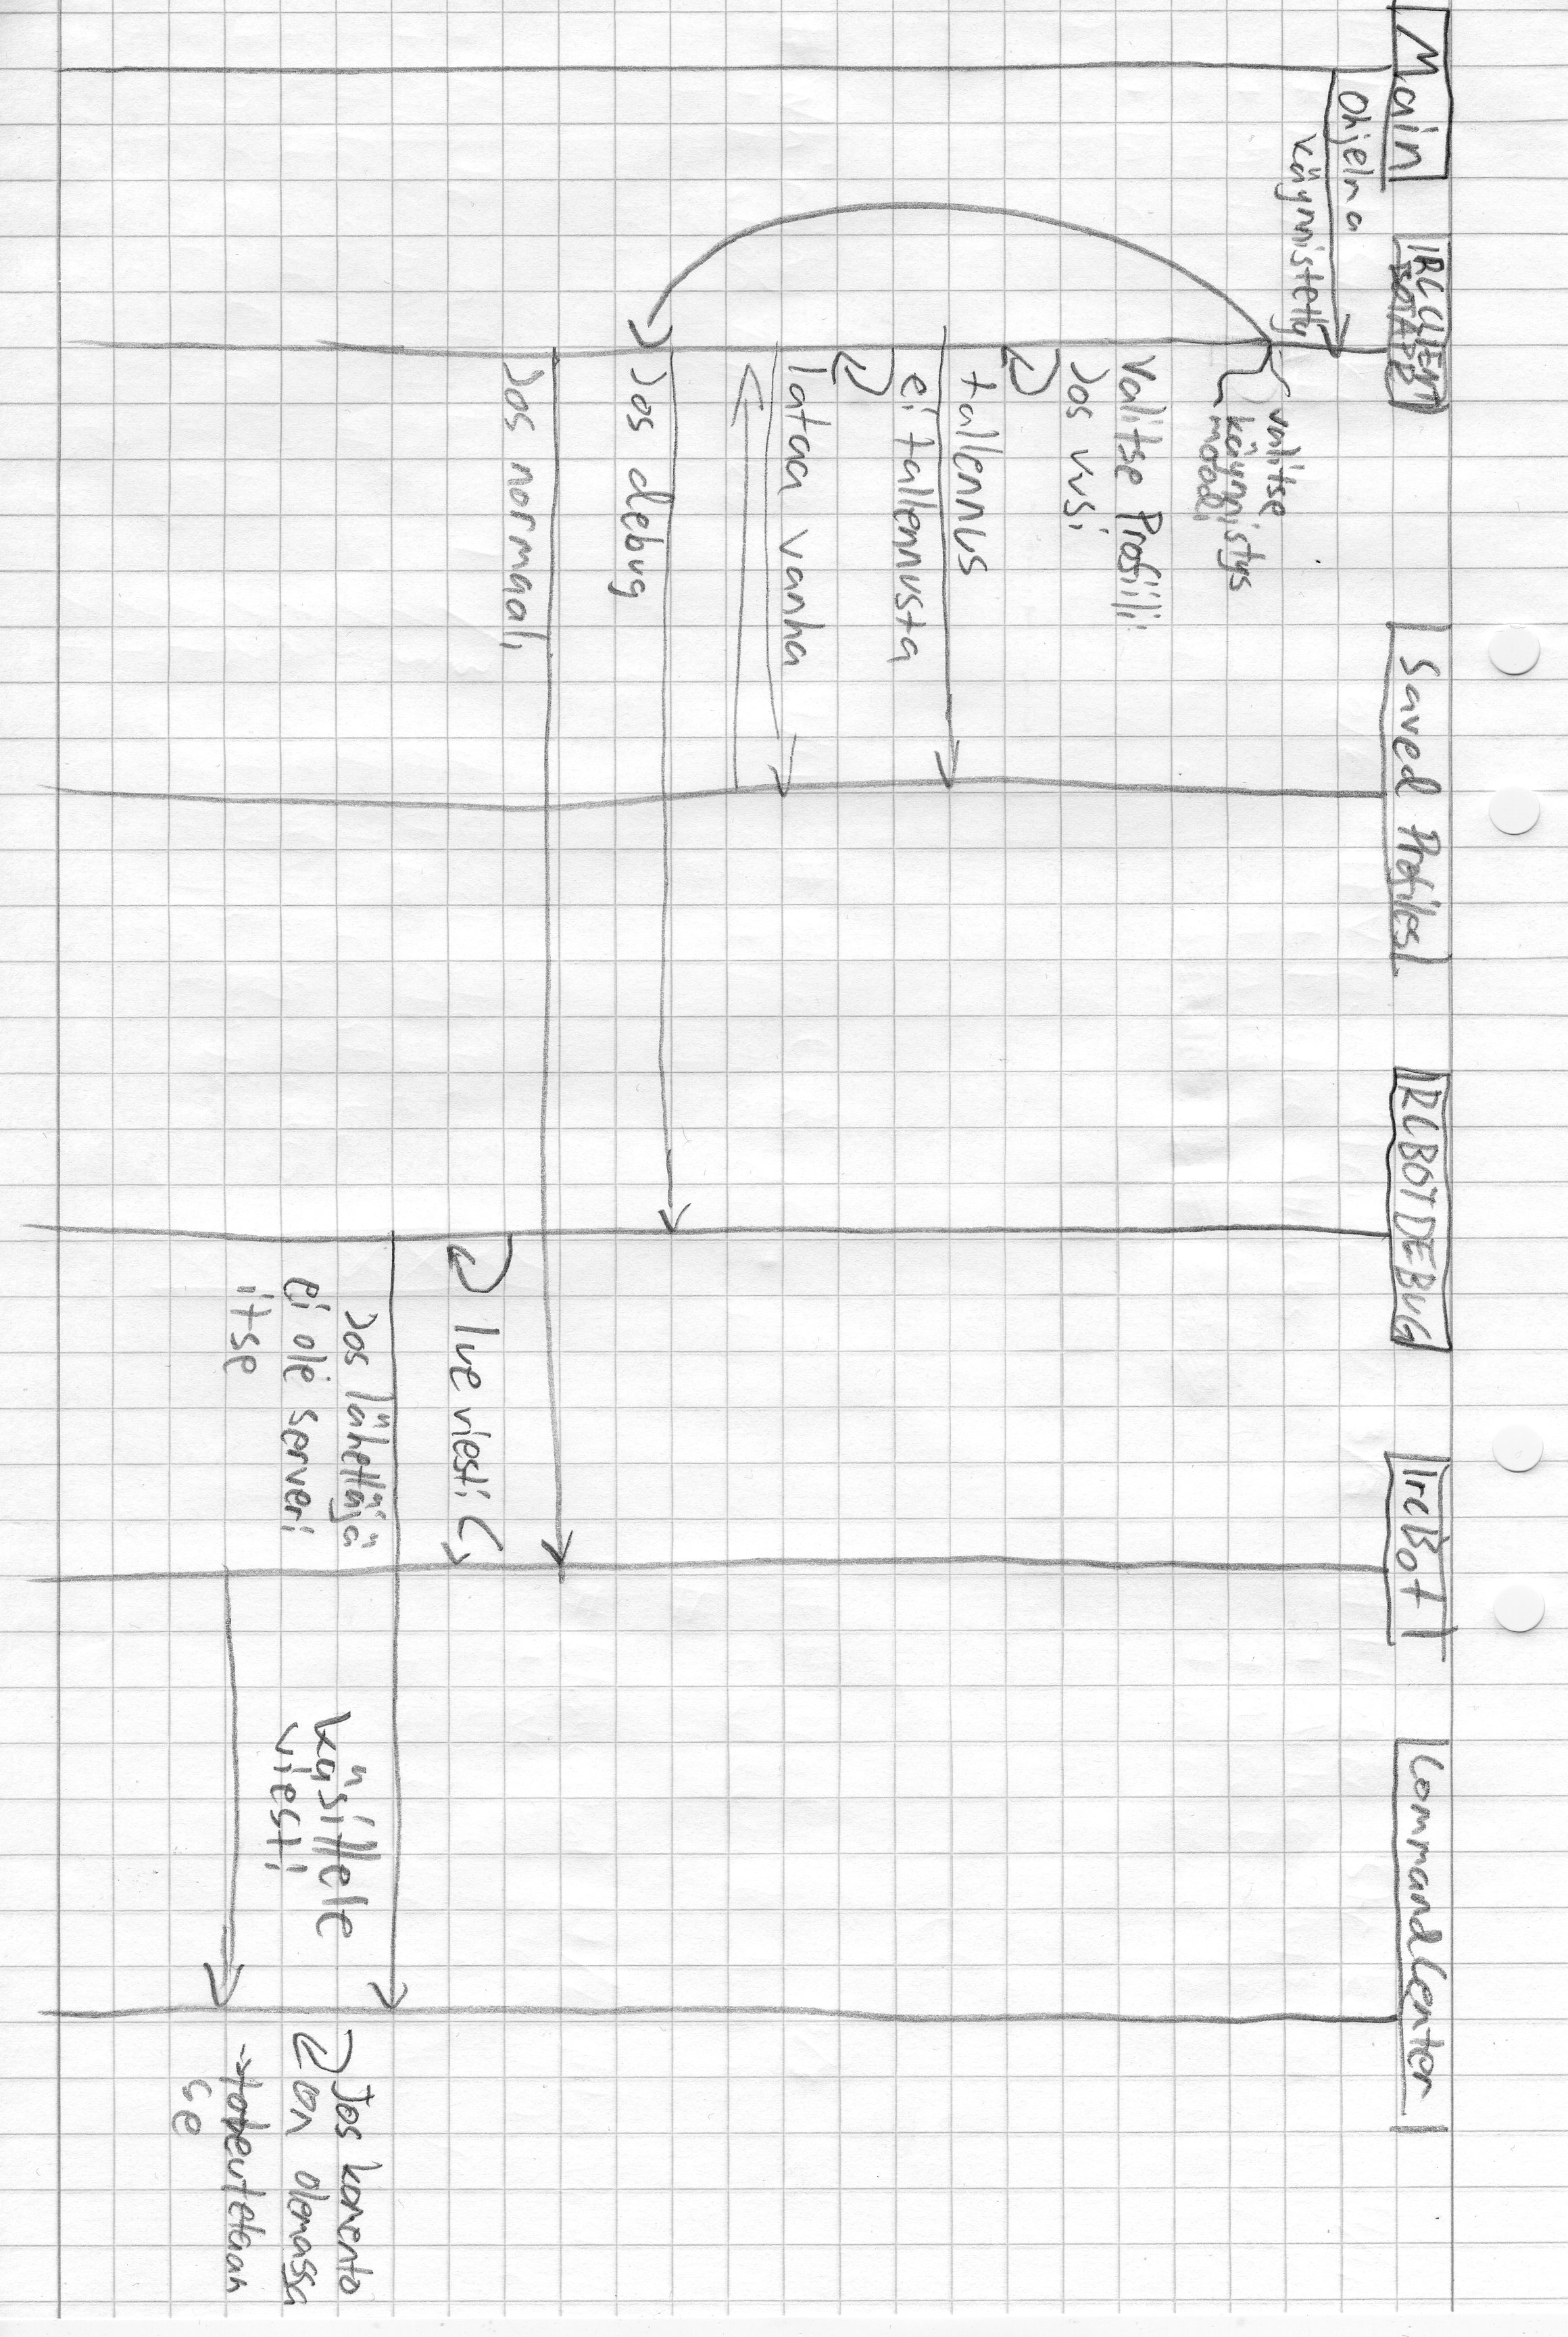 Main
IRCCLIENT
BOTAPP
Saved Profiles
IRCBOTDEBUG
IrcBot
CommandCenter
Ohjelma
käynnistetty
valitse
käynnistys
moodi
valitse Profiili:
Jos uusi
tallennus
ei tallennusta
lataa vanha
Jos debug
Jos normaali
lue viesti
Jos lähettäjä
ei ole serveri
itse
käsittele
viesti
Jos komento
on olemassa
→ toteutetaan
se